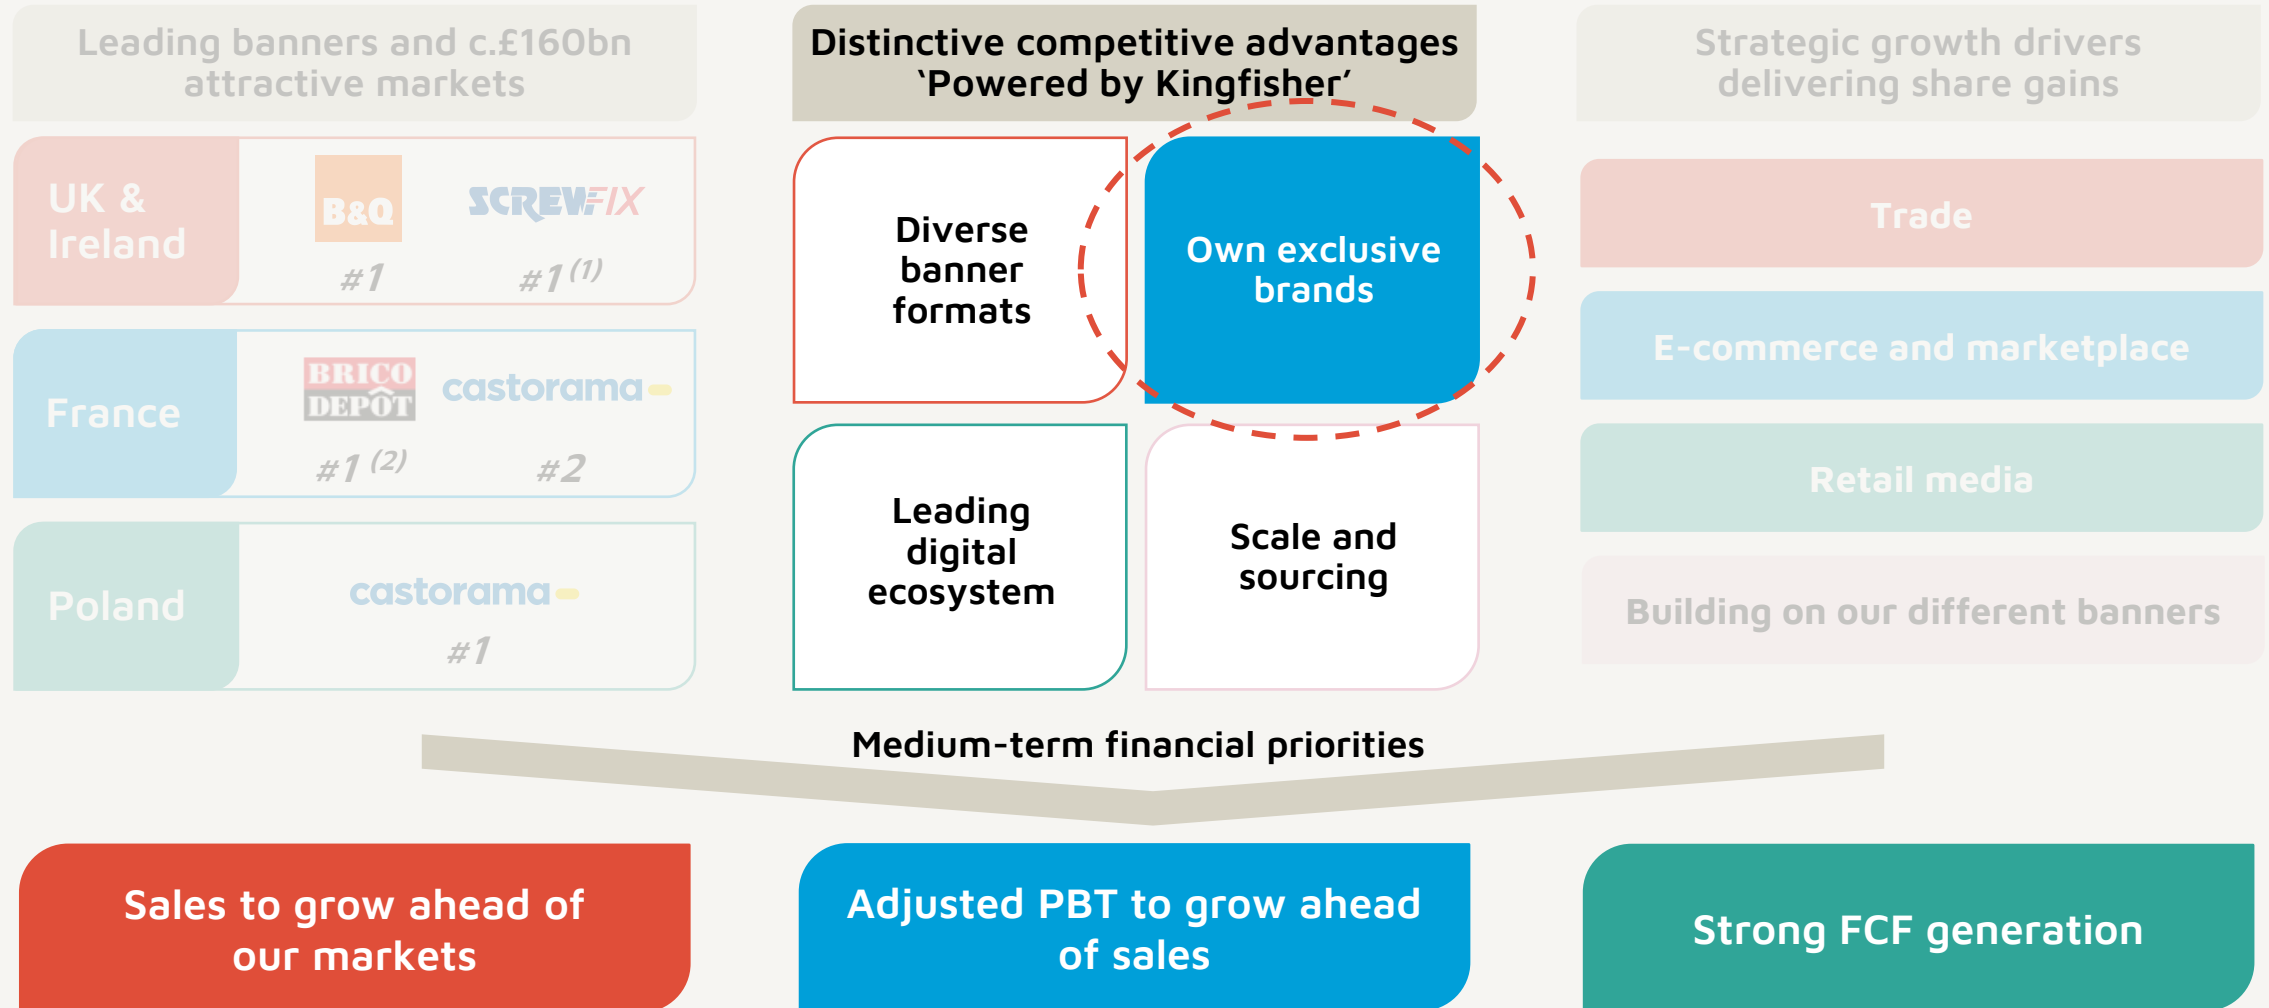 Leading banners and c.£160bn
attractive markets
UK &
Ireland
B&Q
#1
SCREWFIX
#1 (1)
France
BRICO
DEPÔT
#1 (2)
castorama
#2
Poland
castorama
#1
Distinctive competitive advantages
‘Powered by Kingfisher’
Diverse
banner
formats
Own exclusive
brands
Leading
digital
ecosystem
Scale and
sourcing
Strategic growth drivers
delivering share gains
Trade
E-commerce and marketplace
Retail media
Building on our different banners
Medium-term financial priorities
Sales to grow ahead of
our markets
Adjusted PBT to grow ahead
of sales
Strong FCF generation